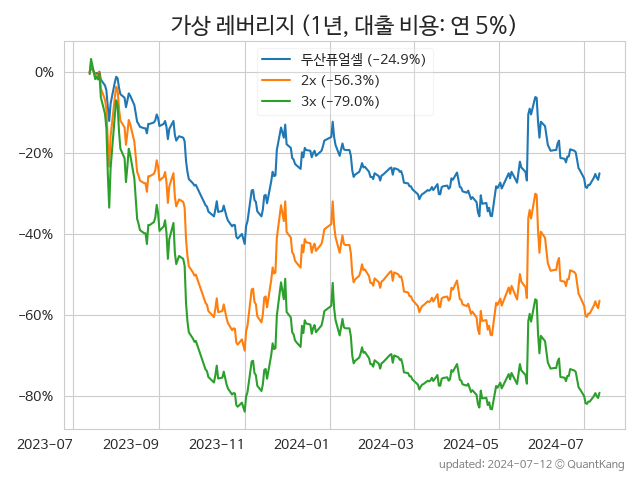 가상 레버리지 (1년, 대출 비용: 연 5%)
두산퓨얼셀 (−24.9%)
2x (−56.3%)
3x (−79.0%)
0%
−20%
−40%
−60%
−80%
2023-07 2023-09 2023-11 2024-01 2024-03 2024-05 2024-07
updated: 2024-07-12 © QuantKang